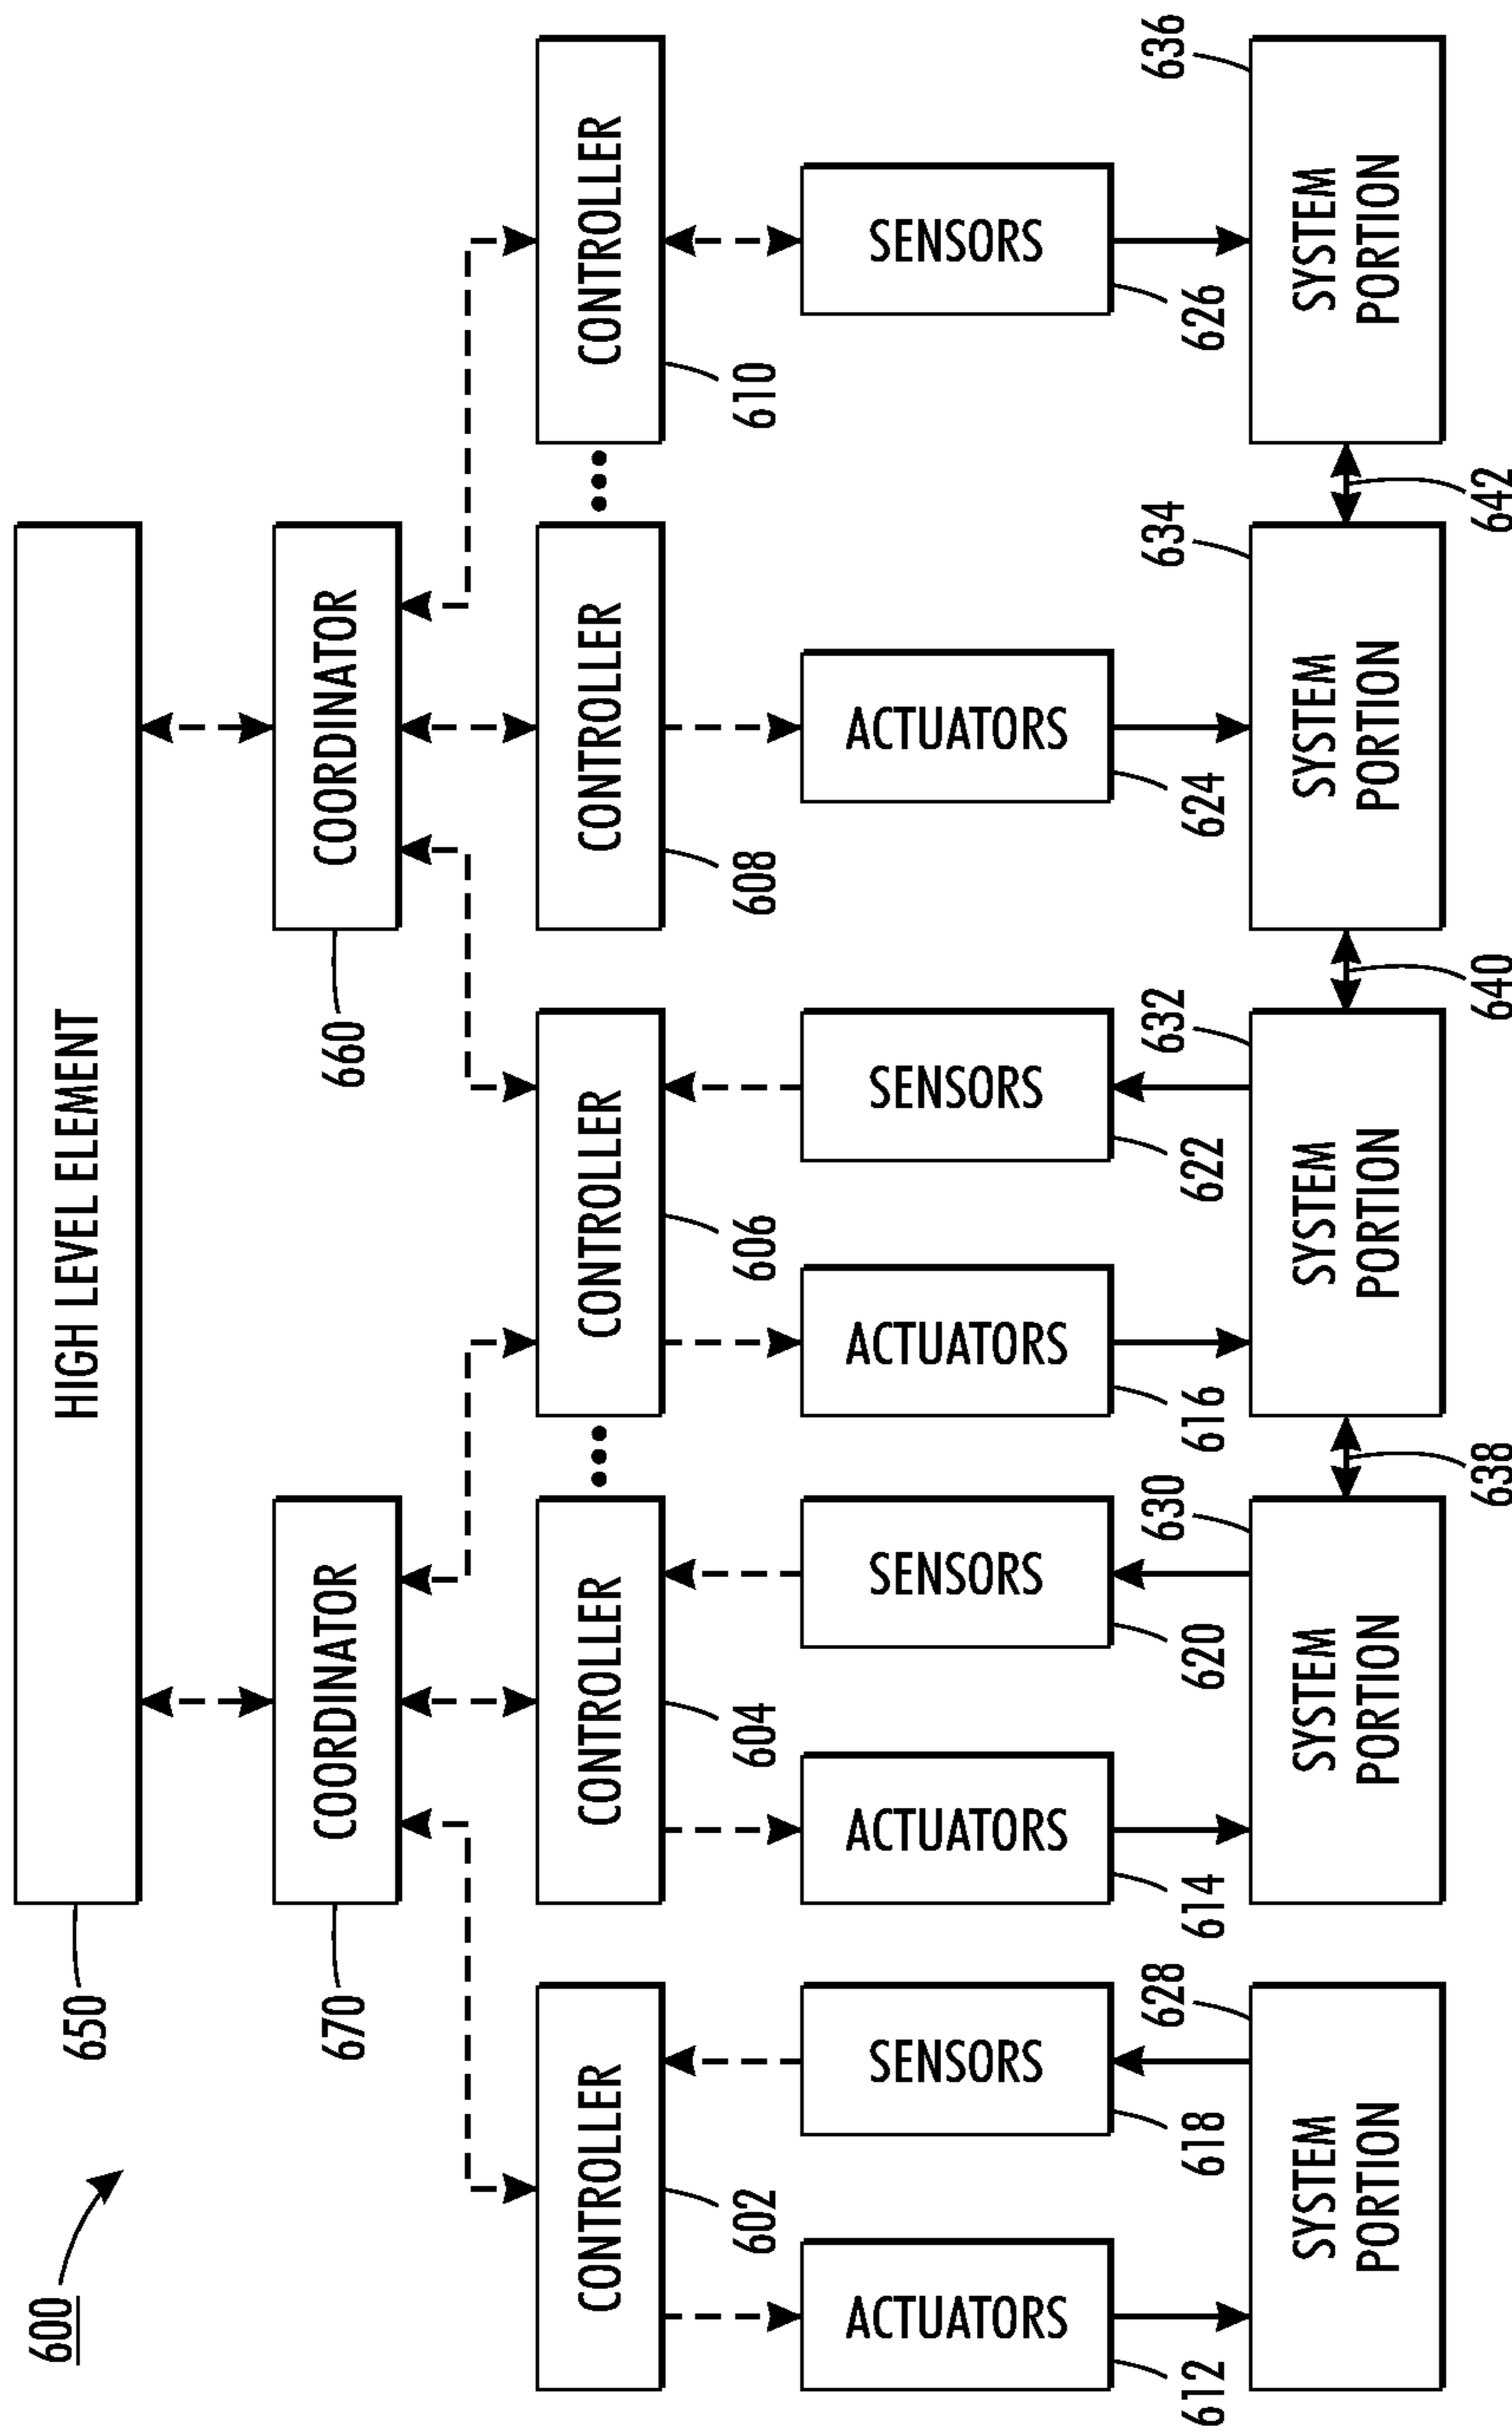 600
HIGH LEVEL ELEMENT
650
COORDINATOR
COORDINATOR
670
660
CONTROLLER
CONTROLLER
CONTROLLER
CONTROLLER
CONTROLLER
602
604
606
608
610
ACTUATORS
SENSORS
ACTUATORS
SENSORS
ACTUATORS
SENSORS
ACTUATORS
SENSORS
612
618
628
614
620
630
616
622
632
624
634
626
636
SYSTEM
PORTION
SYSTEM
PORTION
SYSTEM
PORTION
SYSTEM
PORTION
SYSTEM
PORTION
638
640
642